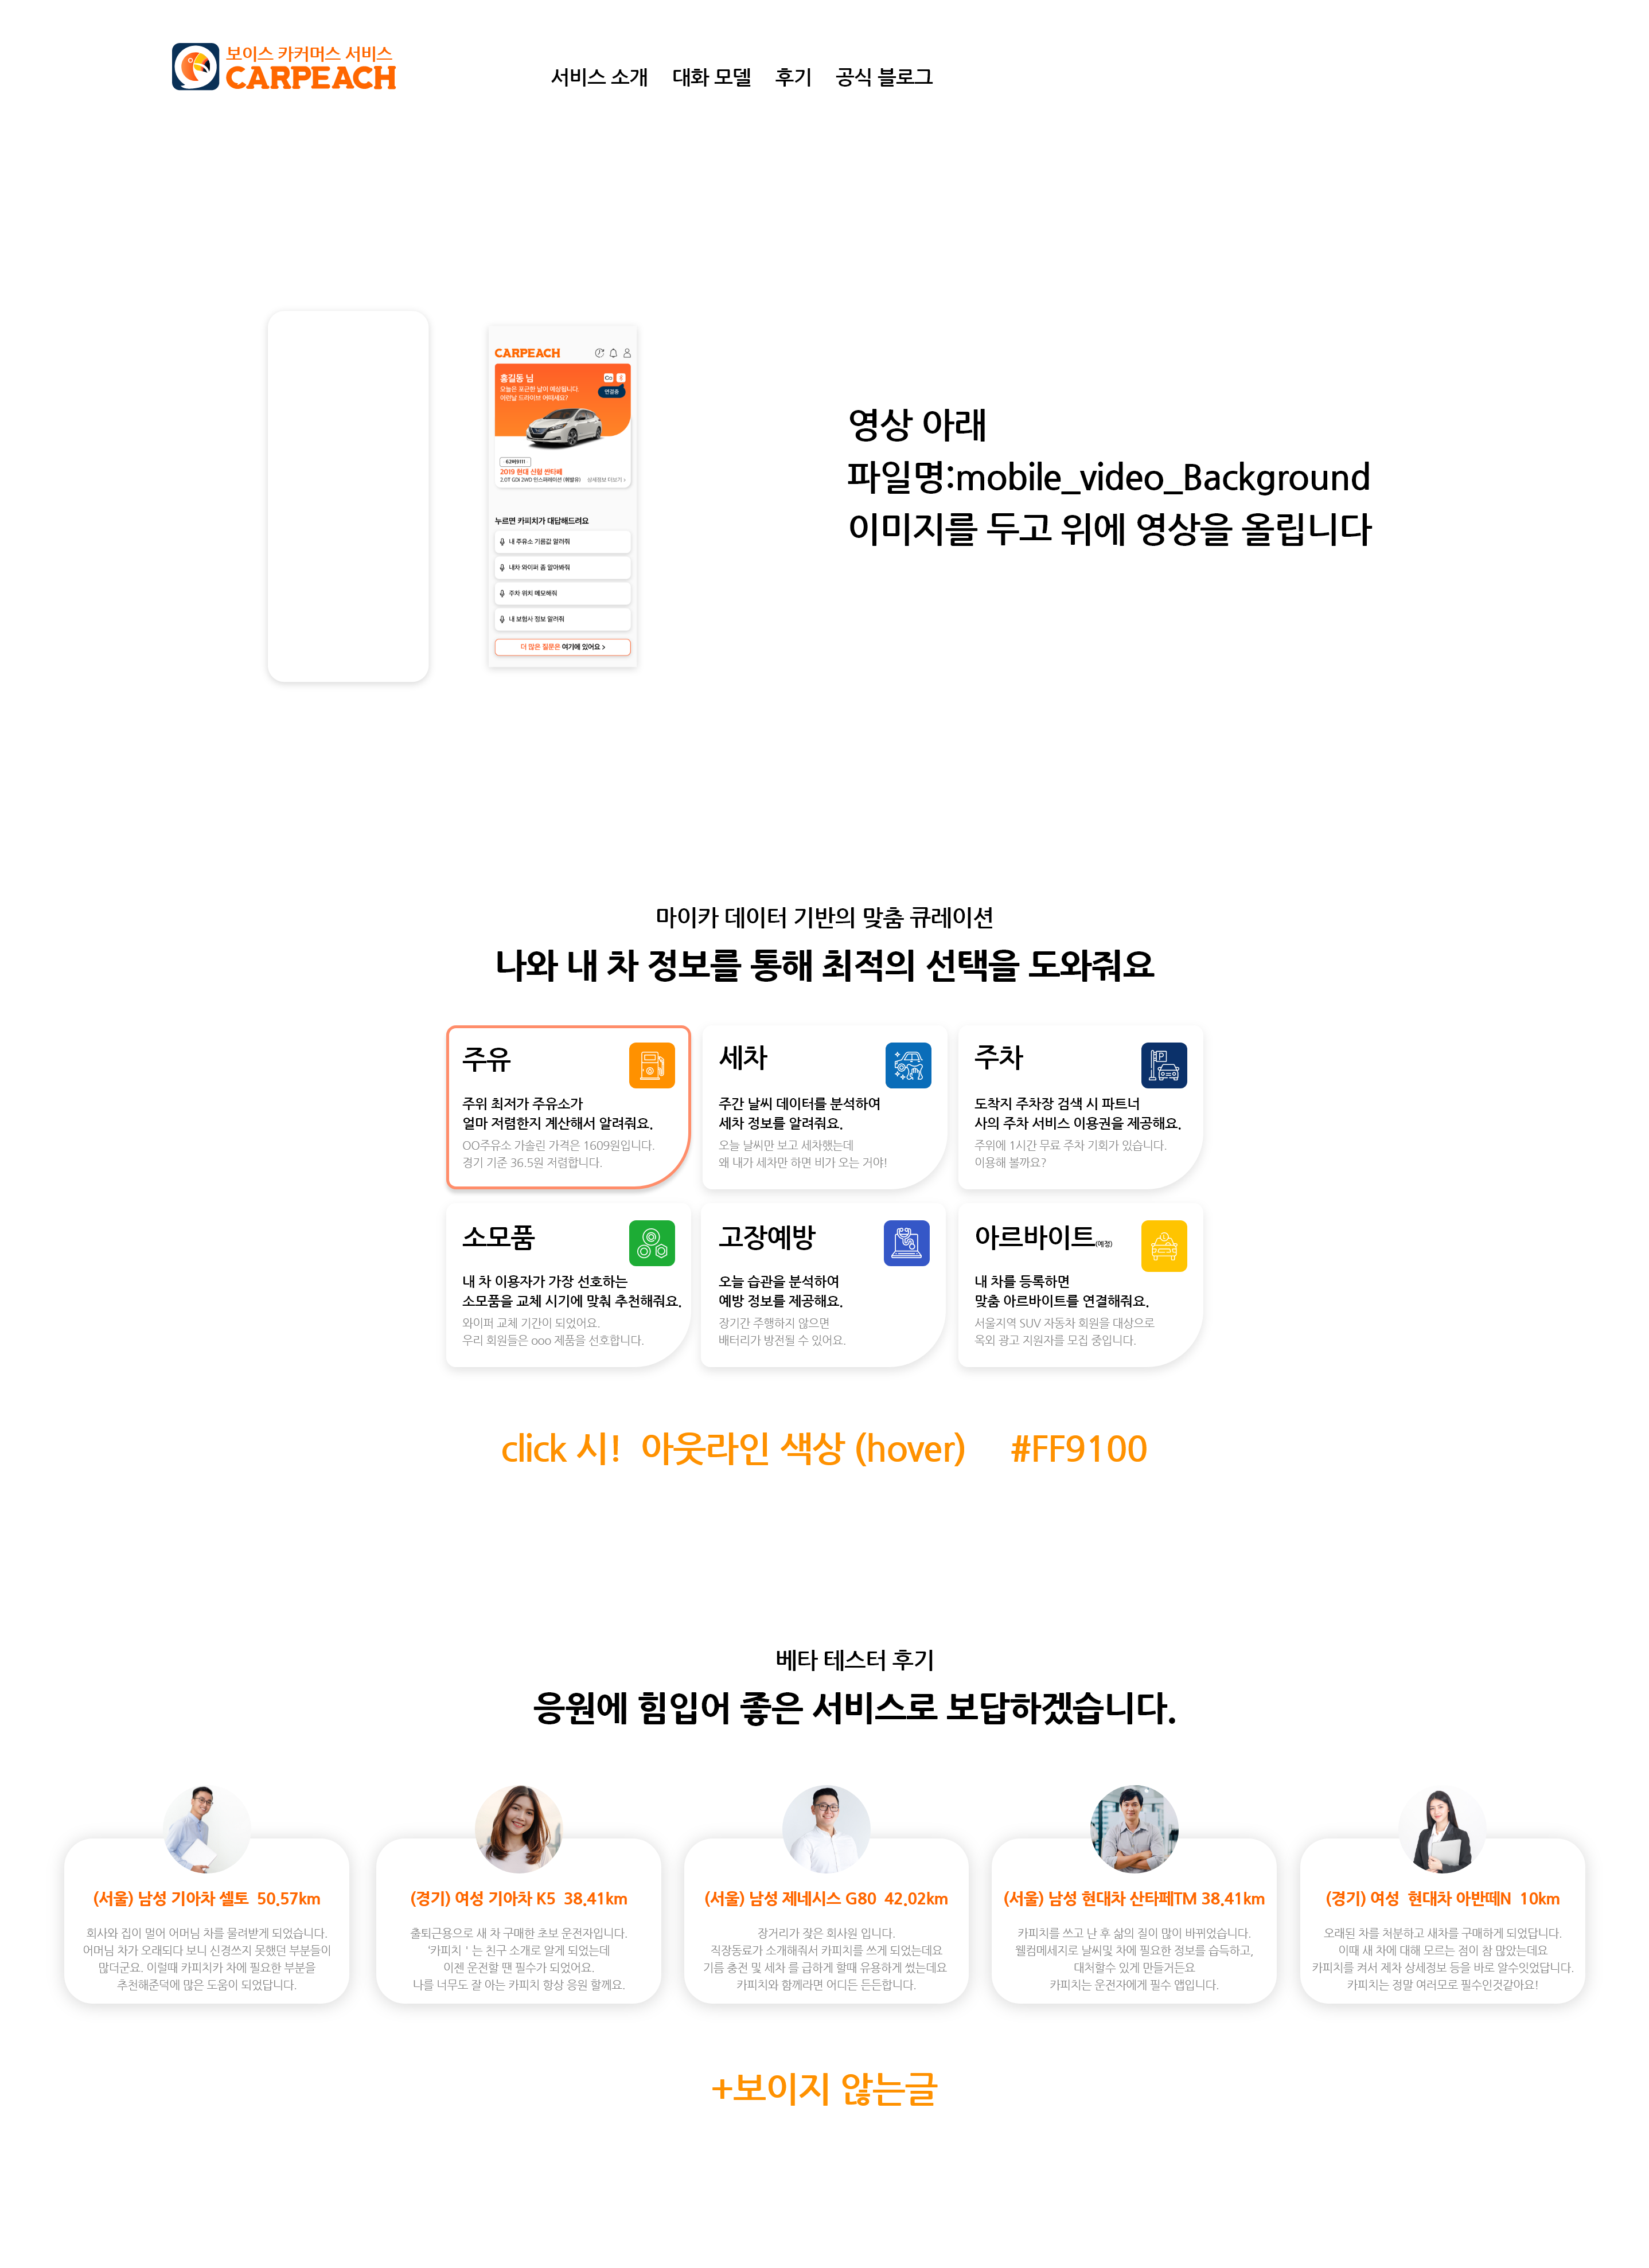 보이스 카커머스 서비스
CARPEACH
서비스 소개 대화 모델 후기 공식 블로그
CARPEACH
홍길동 님
Go
오늘은 포근한 날이 예상됩니다.
이런날 드라이브 어떠세요?
연결중
62버9111
2019 현대 신형 싼타페
2.0T GDi 2WD 인스퍼레이션 (휘발유) 상세정보 더보기 >
누르면 카피치가 대답해드려요
내 주유소 기름값 알려줘
내차 와이퍼 좀 알아봐줘
주차 위치 메모해줘
내 보험사 정보 알려줘
더 많은 질문은 여기에 있어요 >
영상 아래
파일명:mobile_video_Background
이미지를 두고 위에 영상을 올립니다
마이카 데이터 기반의 맞춤 큐레이션
나와 내 차 정보를 통해 최적의 선택을 도와줘요
주유
주위 최저가 주유소가
얼마 저렴한지 계산해서 알려줘요.
OO주유소 가솔린 가격은 1609원입니다.
경기 기준 36.5원 저렴합니다.
세차
주간 날씨 데이터를 분석하여
세차 정보를 알려줘요.
오늘 날씨만 보고 세차했는데
왜 내가 세차만 하면 비가 오는 거야!
주차
P
도착지 주차장 검색 시 파트너
사의 주차 서비스 이용권을 제공해요.
주위에 1시간 무료 주차 기회가 있습니다.
이용해 볼까요?
소모품
내 차 이용자가 가장 선호하는
소모품을 교체 시기에 맞춰 추천해줘요.
와이퍼 교체 기간이 되었어요.
우리 회원들은 ooo 제품을 선호합니다.
고장예방
오늘 습관을 분석하여
예방 정보를 제공해요.
장기간 주행하지 않으면
배터리가 방전될 수 있어요.
아르바이트(예정)
내 차를 등록하면
맞춤 아르바이트를 연결해줘요.
서울지역 SUV 자동차 회원을 대상으로
옥외 광고 지원자를 모집 중입니다.
click 시! 아웃라인 색상 (hover) #FF9100
베타 테스터 후기
응원에 힘입어 좋은 서비스로 보답하겠습니다.
(서울) 남성 기아차 셀토 50.57km
회사와 집이 멀어 어머님 차를 물려받게 되었습니다.
어머님 차가 오래되다 보니 신경쓰지 못했던 부분들이
많더군요. 이럴때 카피치카 차에 필요한 부분을
추천해준덕에 많은 도움이 되었답니다.
(경기) 여성 기아차 K5 38.41km
출퇴근용으로 새 차 구매한 초보 운전자입니다.
'카피치 ' 는 친구 소개로 알게 되었는데
이젠 운전할 땐 필수가 되었어요.
나를 너무도 잘 아는 카피치 항상 응원 할께요.
(서울) 남성 제네시스 G80 42.02km
장거리가 잦은 회사원 입니다.
직장동료가 소개해줘서 카피치를 쓰게 되었는데요
기름 충전 및 세차 를 급하게 할때 유용하게 썼는데요
카피치와 함께라면 어디든 든든합니다.
(서울) 남성 현대차 산타페TM 38.41km
카피치를 쓰고 난 후 삶의 질이 많이 바뀌었습니다.
웰컴메세지로 날씨및 차에 필요한 정보를 습득하고,
대처할수 있게 만들거든요
카피치는 운전자에게 필수 앱입니다.
(경기) 여성 현대차 아반떼N 10km
오래된 차를 처분하고 새차를 구매하게 되었답니다.
이때 새 차에 대해 모르는 점이 참 많았는데요
카피치를 켜서 제차 상세정보 등을 바로 알수잇었답니다.
카피치는 정말 여러모로 필수인것같아요!
+보이지 않는글